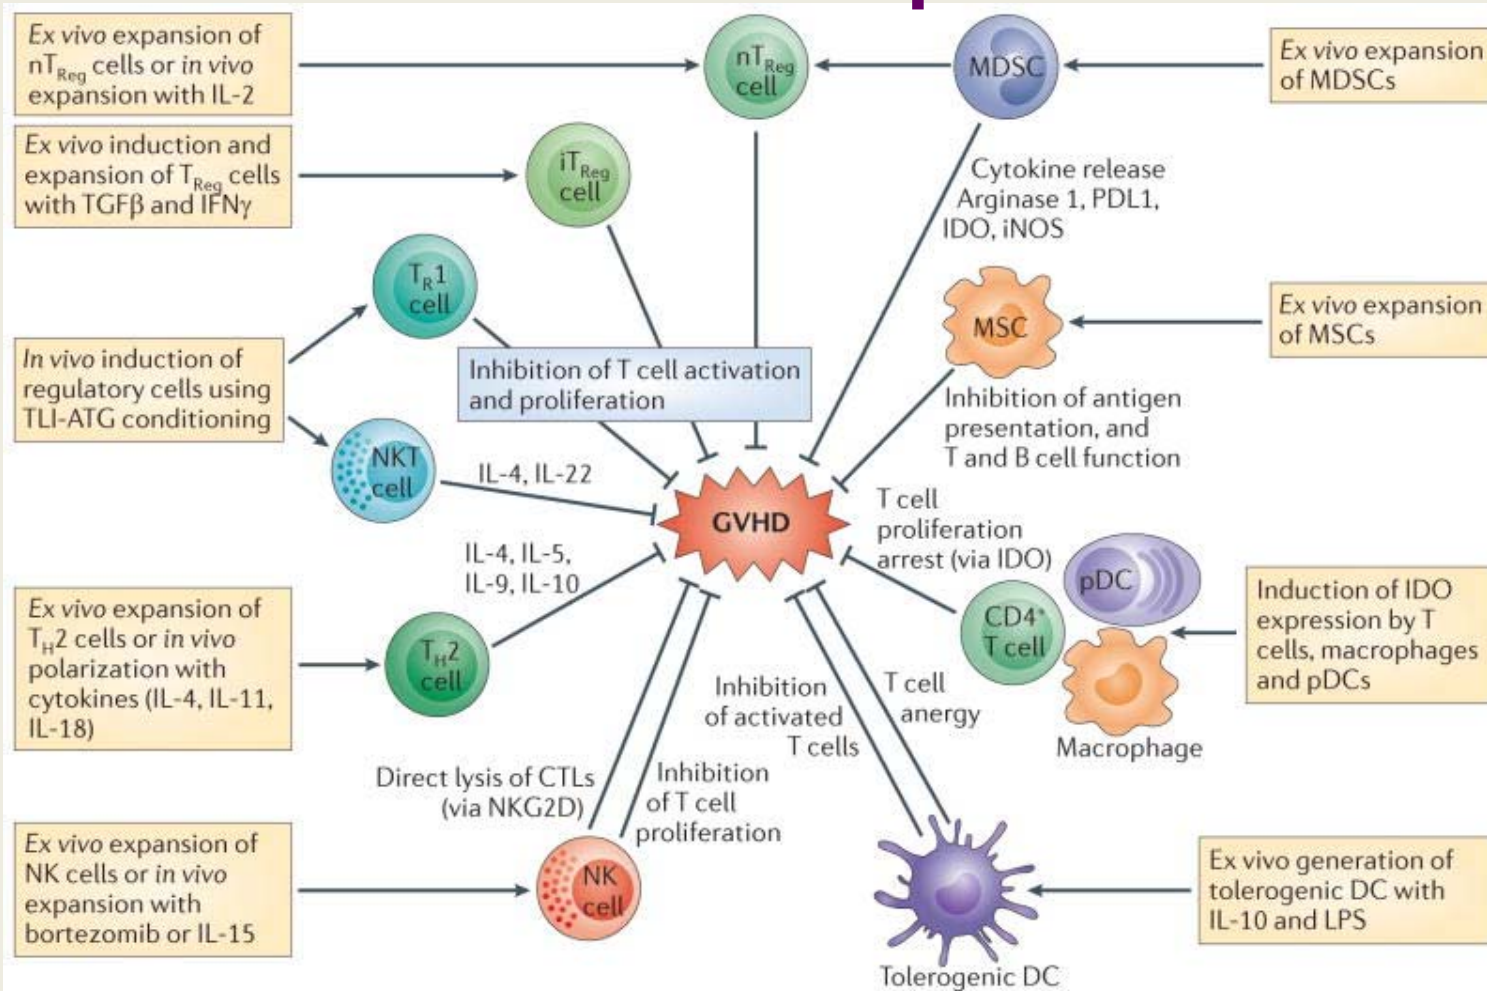 Ex vivo expansion of
nTReg cells or in vivo
expansion with IL-2
nTReg
cell
MDSC
Ex vivo expansion
of MDSCs
Ex vivo induction and
expansion of TReg cells
with TGFβ and IFNγ
iTReg
cell
Cytokine release
Arginase 1, PDL1,
IDO, iNOS
TR1
cell
MSC
Ex vivo expansion
of MSCs
In vivo induction of
regulatory cells using
TLI-ATG conditioning
Inhibition of T cell activation
and proliferation
Inhibition of antigen
presentation, and
T and B cell function
NKT
cell
IL-4, IL-22
GVHD
T cell
proliferation
arrest (via IDO)
IL-4, IL-5,
IL-9, IL-10
pDC
CD4+
T cell
Macrophage
Induction of IDO
expression by T
cells, macrophages
and pDCs
Ex vivo expansion of
TH2 cells or in vivo
polarization with
cytokines (IL-4, IL-11,
IL-18)
TH2
cell
Inhibition
of activated
T cells
T cell
anergy
Direct lysis of CTLs
(via NKG2D)
Inhibition
of T cell
proliferation
Ex vivo expansion of
NK cells or in vivo
expansion with
bortezomib or IL-15
NK
cell
Tolerogenic DC
Ex vivo generation of
tolerogenic DC with
IL-10 and LPS